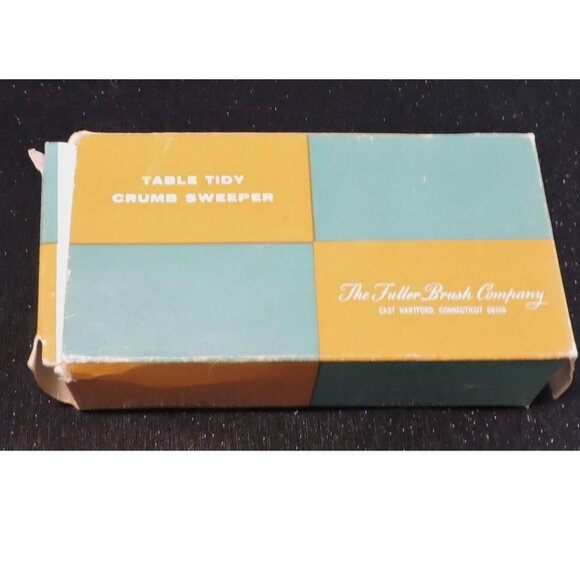 TABLE TIDY
CRUMB SWEEPER
The Fuller Brush Company
EAST HARTFORD, CONNECTICUT 06108